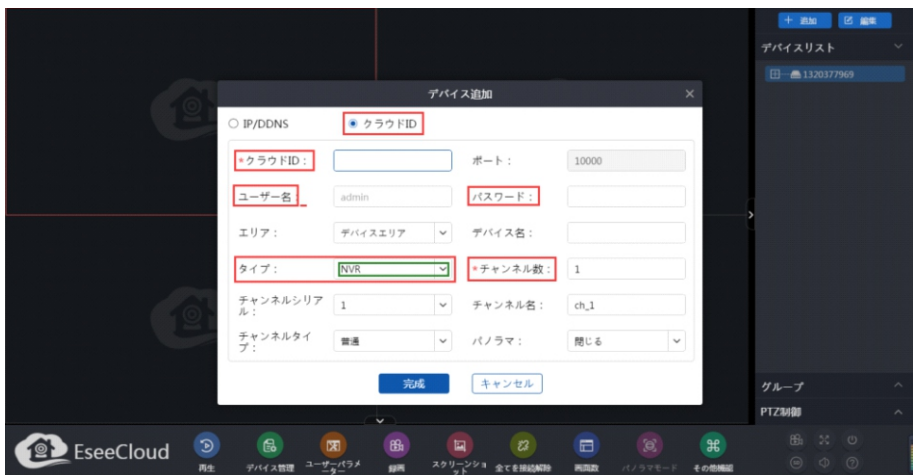 + 追加 編集
デバイスリスト
1320377969
デバイス追加
IP/DDNS クラウドID
*クラウドID： ポート： 10000
ユーザー名： admin パスワード：
エリア： デバイスエリア デバイス名：
タイプ： NVR *チャンネル数： 1
チャンネルシリア
ル： 1 チャンネル名： ch_1
チャンネルタイ
プ： 普通 パノラマ： 閉じる
完成 キャンセル
グループ
PTZ制御
EseeCloud
再生 デバイス管理 ユーザーパラメ
ーター 録画 スクリーンショ
ット 全てを接続解除 画面数 パノラマモード その他機能